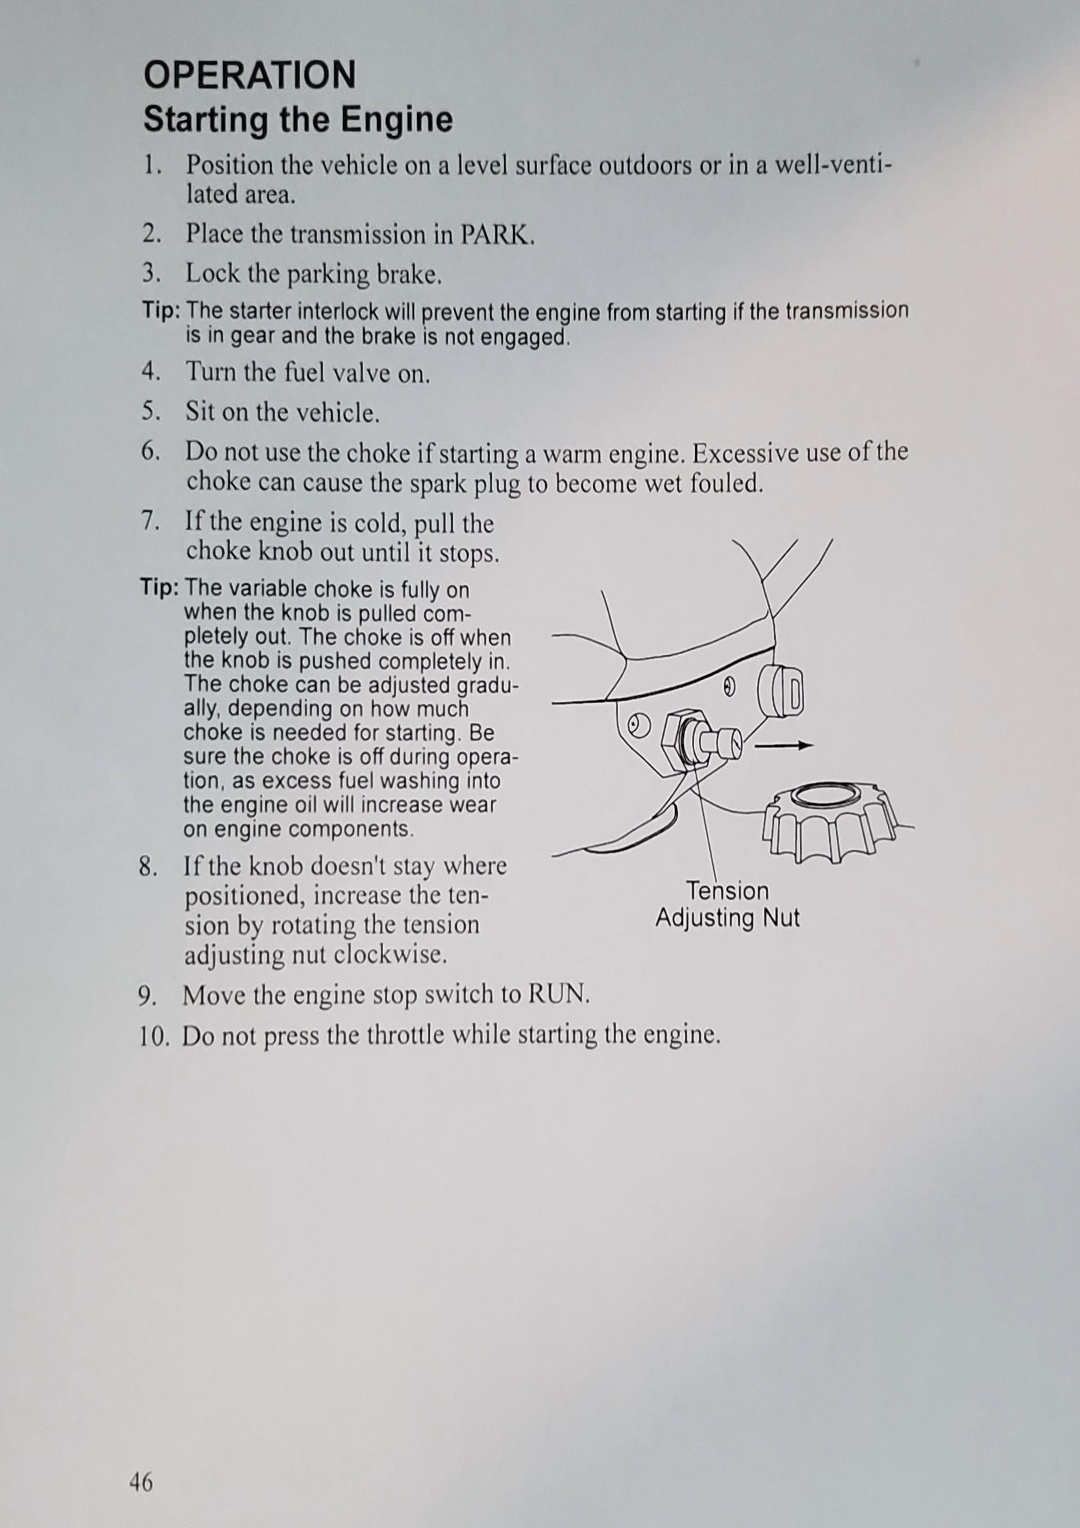 OPERATION
Starting the Engine
1. Position the vehicle on a level surface outdoors or in a well-venti-
lated area.
2. Place the transmission in PARK.
3. Lock the parking brake.
Tip: The starter interlock will prevent the engine from starting if the transmission
is in gear and the brake is not engaged.
4. Turn the fuel valve on.
5. Sit on the vehicle.
6. Do not use the choke if starting a warm engine. Excessive use of the
choke can cause the spark plug to become wet fouled.
7. If the engine is cold, pull the
choke knob out until it stops.
Tip: The variable choke is fully on
when the knob is pulled com-
pletely out. The choke is off when
the knob is pushed completely in.
The choke can be adjusted gradu-
ally, depending on how much
choke is needed for starting. Be
sure the choke is off during opera-
tion, as excess fuel washing into
the engine oil will increase wear
on engine components.
8. If the knob doesn't stay where
positioned, increase the ten-
sion by rotating the tension
adjusting nut clockwise.
Tension
Adjusting Nut
9. Move the engine stop switch to RUN.
10. Do not press the throttle while starting the engine.
46